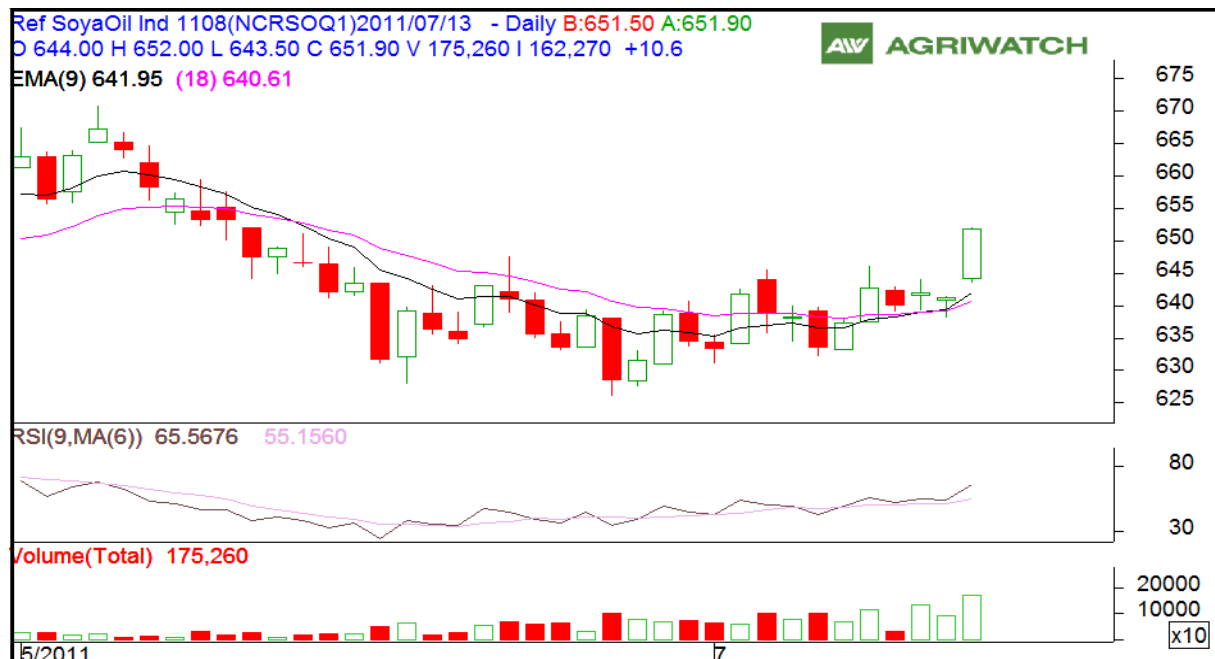 Ref SoyaOil Ind 1108(NCRSOQ1)2011/07/13 - Daily B:651.50 A:651.90
O 644.00 H 652.00 L 643.50 C 651.90 V 175,260 I 162,270 +10.6
EMA(9) 641.95 (18) 640.61
AW AGRIWATCH
675
670
665
660
655
650
645
640
635
630
625
RSI(9,MA(6)) 65.5676 55.1560
80
30
Volume(Total) 175,260
20000
10000
x10
5/2011 7